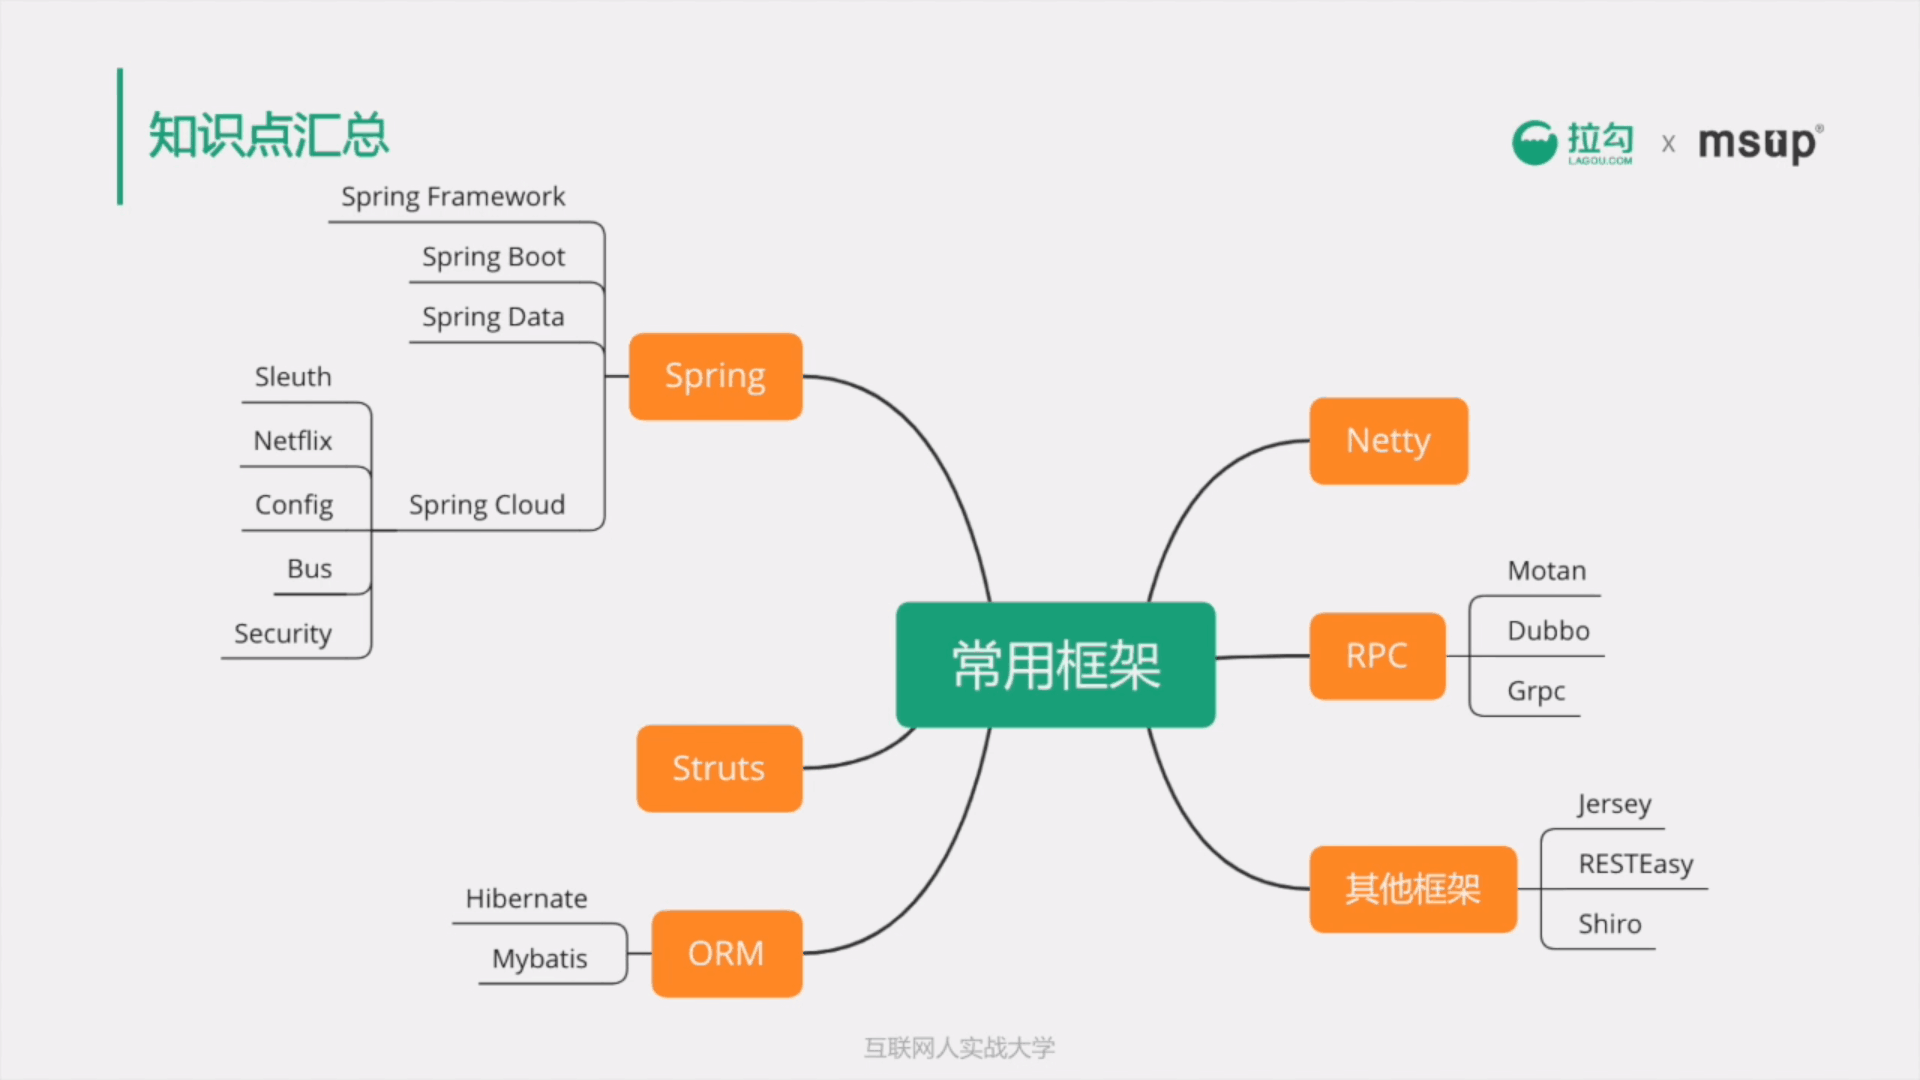 知识点汇总
拉勾
LAGOU.COM
x
msup®
Spring Framework
Spring Boot
Spring Data
Spring
Sleuth
Netflix
Config
Spring Cloud
Bus
Security
Netty
Motan
Dubbo
RPC
Grpc
常用框架
Struts
Jersey
RESTEasy
其他框架
Shiro
Hibernate
Mybatis
ORM
互联网人实战大学